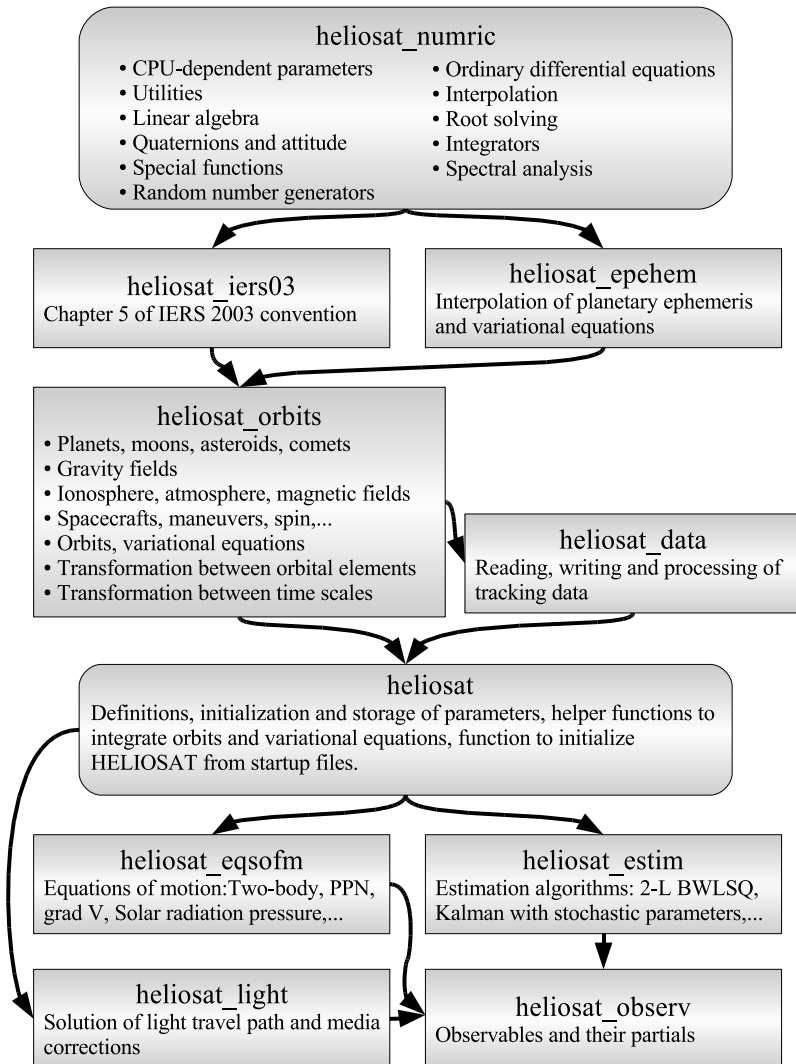 heliosat_numric
• CPU-dependent parameters
• Utilities
• Linear algebra
• Quaternions and attitude
• Special functions
• Random number generators
• Ordinary differential equations
• Interpolation
• Root solving
• Integrators
• Spectral analysis
heliosat_iers03
Chapter 5 of IERS 2003 convention
heliosat_epehem
Interpolation of planetary ephemeris
and variational equations
heliosat_orbits
• Planets, moons, asteroids, comets
• Gravity fields
• Ionosphere, atmosphere, magnetic fields
• Spacecrafts, maneuvers, spin,...
• Orbits, variational equations
• Transformation between orbital elements
• Transformation between time scales
heliosat_data
Reading, writing and processing of
tracking data
heliosat
Definitions, initialization and storage of parameters, helper functions to
integrate orbits and variational equations, function to initialize
HELIOSAT from startup files.
heliosat_eqsofm
Equations of motion:Two-body, PPN,
grad V, Solar radiation pressure,...
heliosat_estim
Estimation algorithms: 2-L BWLSQ,
Kalman with stochastic parameters,...
heliosat_light
Solution of light travel path and media
corrections
heliosat_observ
Observables and their partials